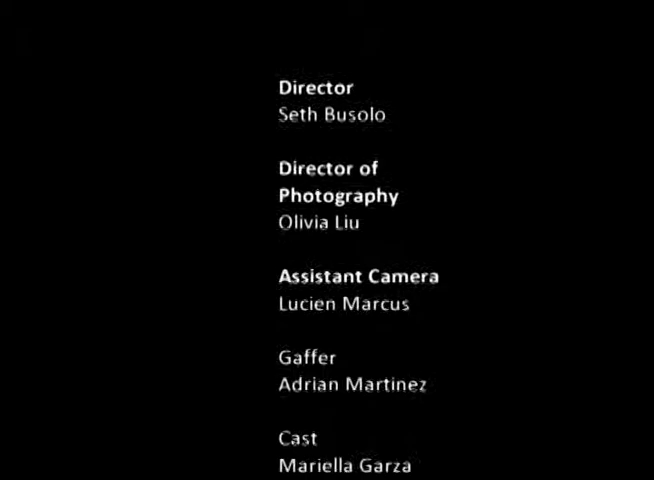 Director
Seth Busolo
Director of
Photography
Olivia Liu
Assistant Camera
Lucien Marcus
Gaffer
Adrian Martinez
Cast
Mariella Garza